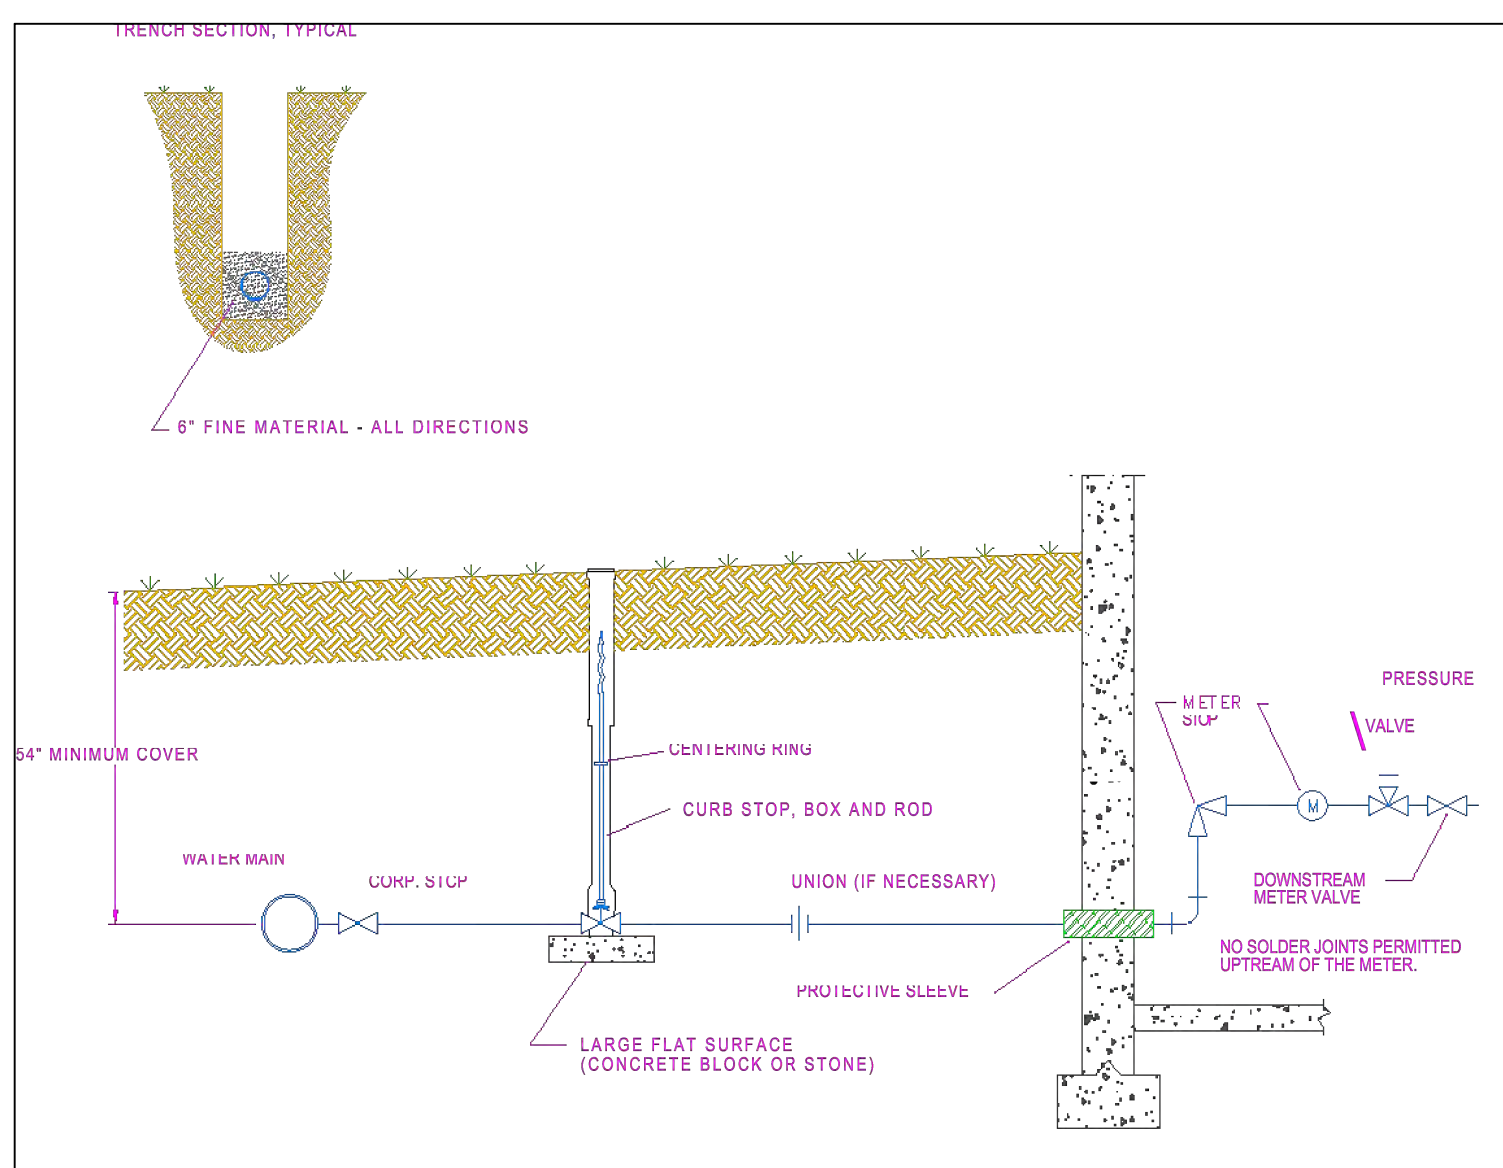 TRENCH SECTION, TYPICAL
6" FINE MATERIAL - ALL DIRECTIONS
PRESSURE
METER
STOP
VALVE
54" MINIMUM COVER
CENTERING RING
M
CURB STOP, BOX AND ROD
WATER MAIN
CORP. STOP
UNION (IF NECESSARY)
DOWNSTREAM
METER VALVE
NO SOLDER JOINTS PERMITTED
UPTREAM OF THE METER.
PROTECTIVE SLEEVE
LARGE FLAT SURFACE
(CONCRETE BLOCK OR STONE)